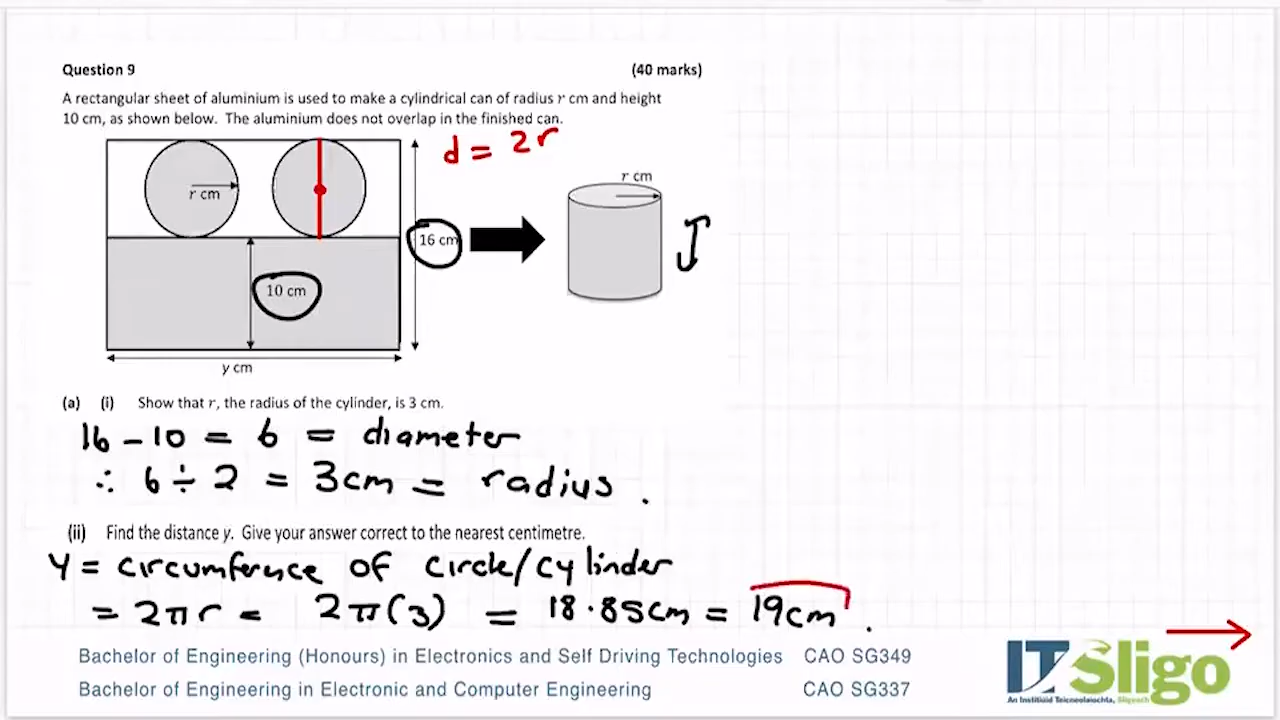 Question 9 (40 marks)
A rectangular sheet of aluminium is used to make a cylindrical can of radius r cm and height
10 cm, as shown below. The aluminium does not overlap in the finished can.
d = 2r
r cm
r cm
16 cm
10 cm
y cm
(a) (i) Show that r, the radius of the cylinder, is 3 cm.
16 - 10 = 6 = diameter
∴ 6 ÷ 2 = 3cm = radius .
(ii) Find the distance y. Give your answer correct to the nearest centimetre.
Y = circumference of circle/cylinder
= 2πr = 2π(3) = 18.85cm = 19cm .
Bachelor of Engineering (Honours) in Electronics and Self Driving Technologies CAO SG349
Bachelor of Engineering in Electronic and Computer Engineering CAO SG337
IT Sligo
An Institiúid Teicneolaíochta, Sligeach